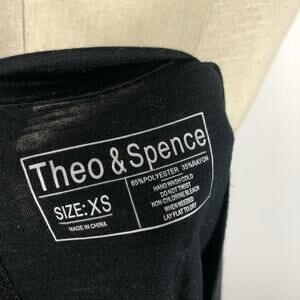 Theo & Spence
65%POLYESTER 35%RAYON
HAND WASH COLD
DO NOT TWIST
NON-CHLORINE BLEACH
WHEN NEEDED
LAY FLAT TO DRY
SIZE: XS
MADE IN CHINA